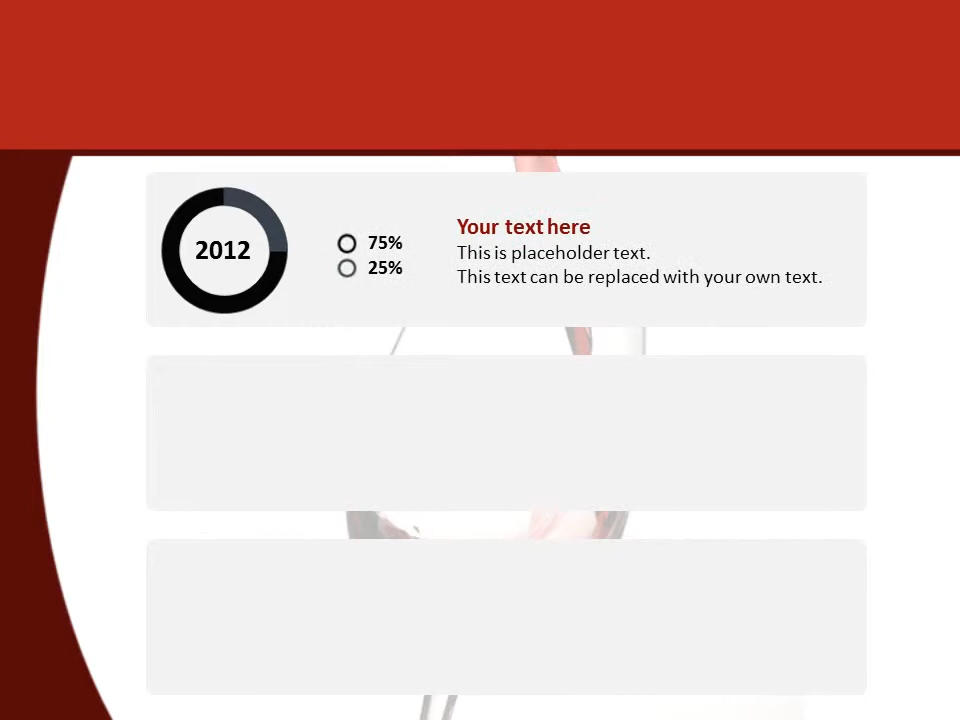 2012
75%
25%
Your text here
This is placeholder text.
This text can be replaced with your own text.